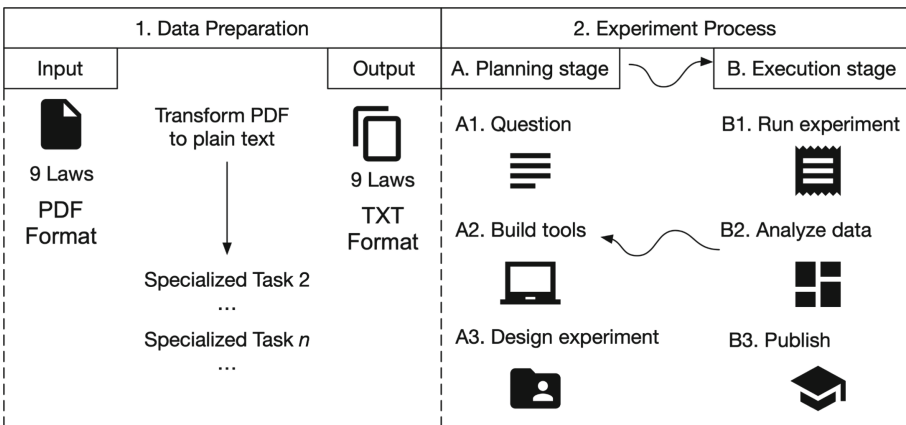 1. Data Preparation
2. Experiment Process
Input
Output
A. Planning stage
B. Execution stage
Transform PDF
to plain text
9 Laws
PDF
Format
9 Laws
TXT
Format
Specialized Task 2
...
Specialized Task n
...
A1. Question
B1. Run experiment
A2. Build tools
B2. Analyze data
A3. Design experiment
B3. Publish